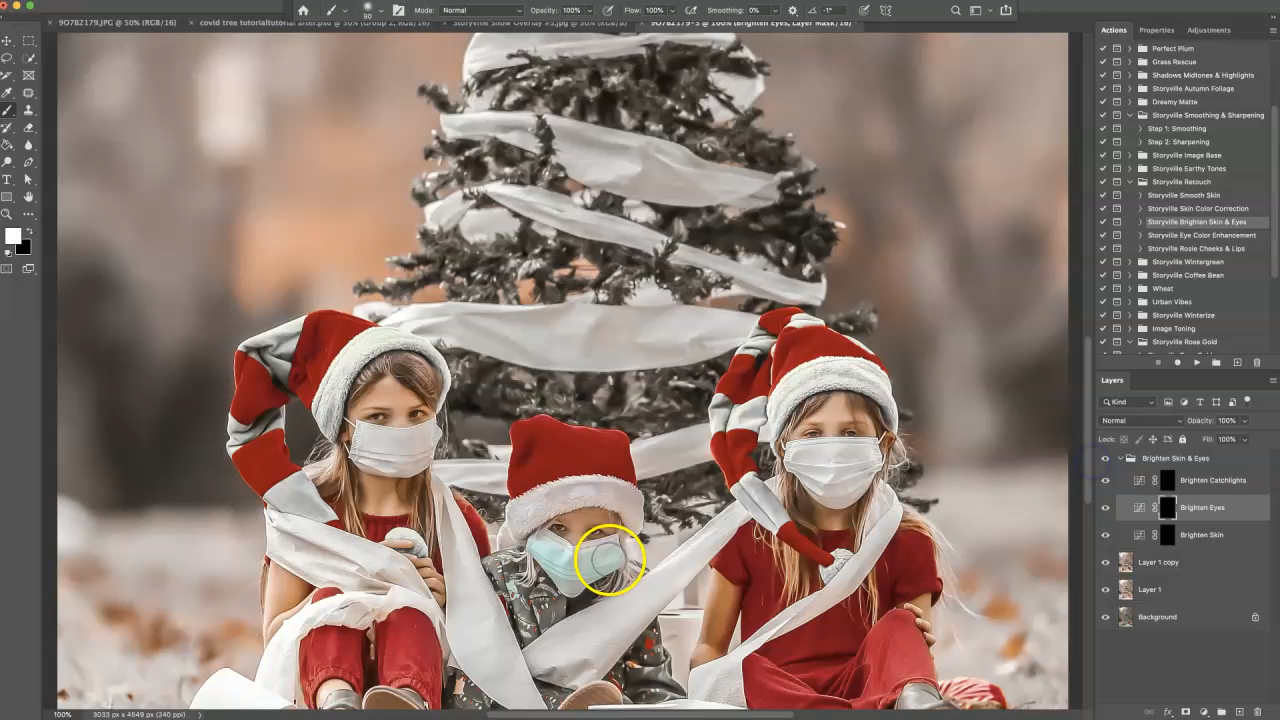 90
Mode: Normal Opacity: 100% Flow: 100% Smoothing: 0% -1°
9O7B2179.JPG @ 50% (RGB/16) covid tree tutorialtutorial after.psd @ 50% (Group 2, RGB/16) Storyville Snow Overlay P3.jpg @ 50% (RGB/8) 9O7B2179-3 @ 100% (Brighten Eyes, Layer Mask/16)
Actions Properties Adjustments
Perfect Plum
Grass Rescue
Shadows Midtones & Highlights
Storyville Autumn Foliage
Dreamy Matte
Storyville Smoothing & Sharpening
Step 1: Smoothing
Step 2: Sharpening
Storyville Image Base
Storyville Earthy Tones
Storyville Retouch
Storyville Smooth Skin
Storyville Skin Color Correction
Storyville Brighten Skin & Eyes
Storyville Eye Color Enhancement
Storyville Rosie Cheeks & Lips
Storyville Wintergreen
Storyville Coffee Bean
Wheat
Urban Vibes
Storyville Winterize
Image Toning
Storyville Rose Gold
Layers
Kind
Normal Opacity: 100%
Lock: Fill: 100%
Brighten Skin & Eyes
Brighten Catchlights
Brighten Eyes
Brighten Skin
Layer 1 copy
Layer 1
Background
100% 3033 px x 4549 px (240 ppi)